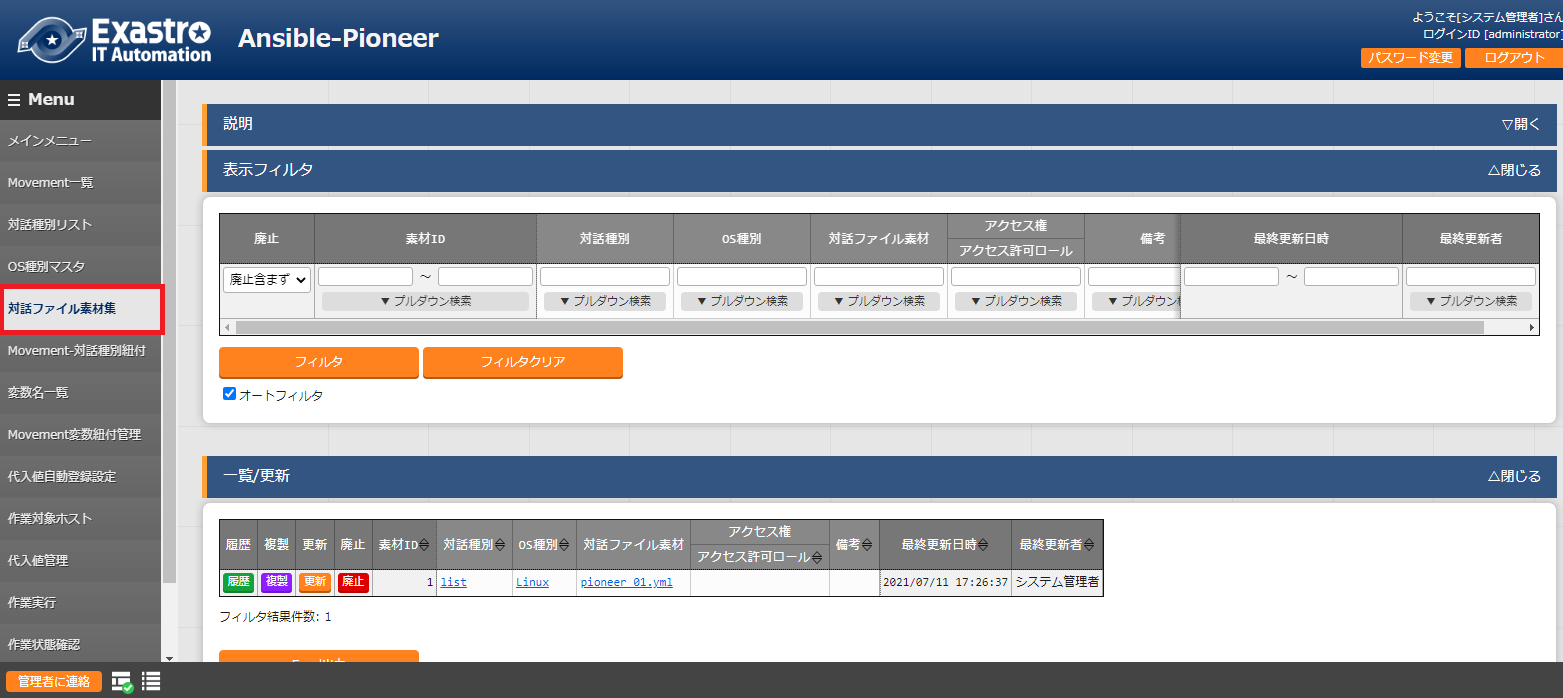 Exastro IT Automation
Ansible-Pioneer
ようこそ[システム管理者]さん
ログインID [administrator]
パスワード変更 ログアウト
Menu
メインメニュー
Movement一覧
対話種別リスト
OS種別マスタ
対話ファイル素材集
Movement-対話種別紐付
変数名一覧
Movement変数紐付管理
代入値自動登録設定
作業対象ホスト
代入値管理
作業実行
作業状態確認
管理者に連絡
説明 ▽開く
表示フィルタ △閉じる
廃止 素材ID 対話種別 OS種別 対話ファイル素材 アクセス権 備考 最終更新日時 最終更新者
アクセス許可ロール
廃止含まず ～ ～
▼ プルダウン検索 ▼ プルダウン検索 ▼ プルダウン検索 ▼ プルダウン検索 ▼ プルダウン検索 ▼ プルダウン ▼ プルダウン検索
フィルタ フィルタクリア
オートフィルタ
一覧/更新 △閉じる
履歴 複製 更新 廃止 素材ID 対話種別 OS種別 対話ファイル素材 アクセス権 備考 最終更新日時 最終更新者
アクセス許可ロール
履歴 複製 更新 廃止 1 list Linux pioneer_01.yml 2021/07/11 17:26:37 システム管理者
フィルタ結果件数: 1